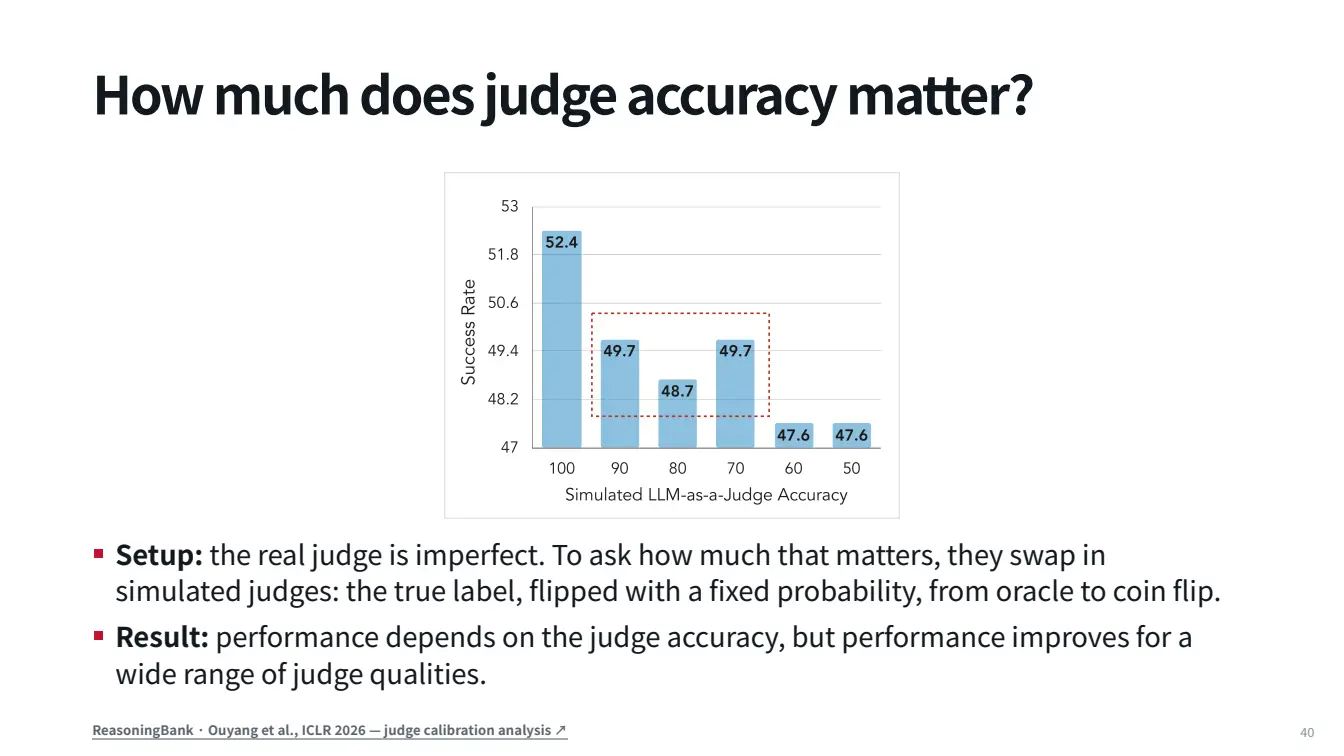 How much does judge accuracy matter?
53
51.8
50.6
49.4
48.2
47
Success Rate
52.4
49.7
48.7
49.7
47.6
47.6
100 90 80 70 60 50
Simulated LLM-as-a-Judge Accuracy
▪ Setup: the real judge is imperfect. To ask how much that matters, they swap in
simulated judges: the true label, flipped with a fixed probability, from oracle to coin flip.
▪ Result: performance depends on the judge accuracy, but performance improves for a
wide range of judge qualities.
ReasoningBank · Ouyang et al., ICLR 2026 — judge calibration analysis ↗
40